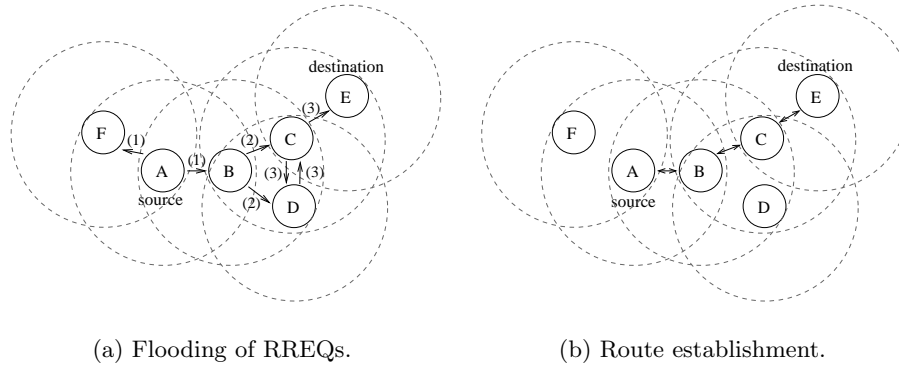 destination
E
(3)
C
(2)
F
(1)
(1)
A
B
(3)
(3)
source
(2)
D
destination
E
C
F
A
B
source
D
(a) Flooding of RREQs.
(b) Route establishment.